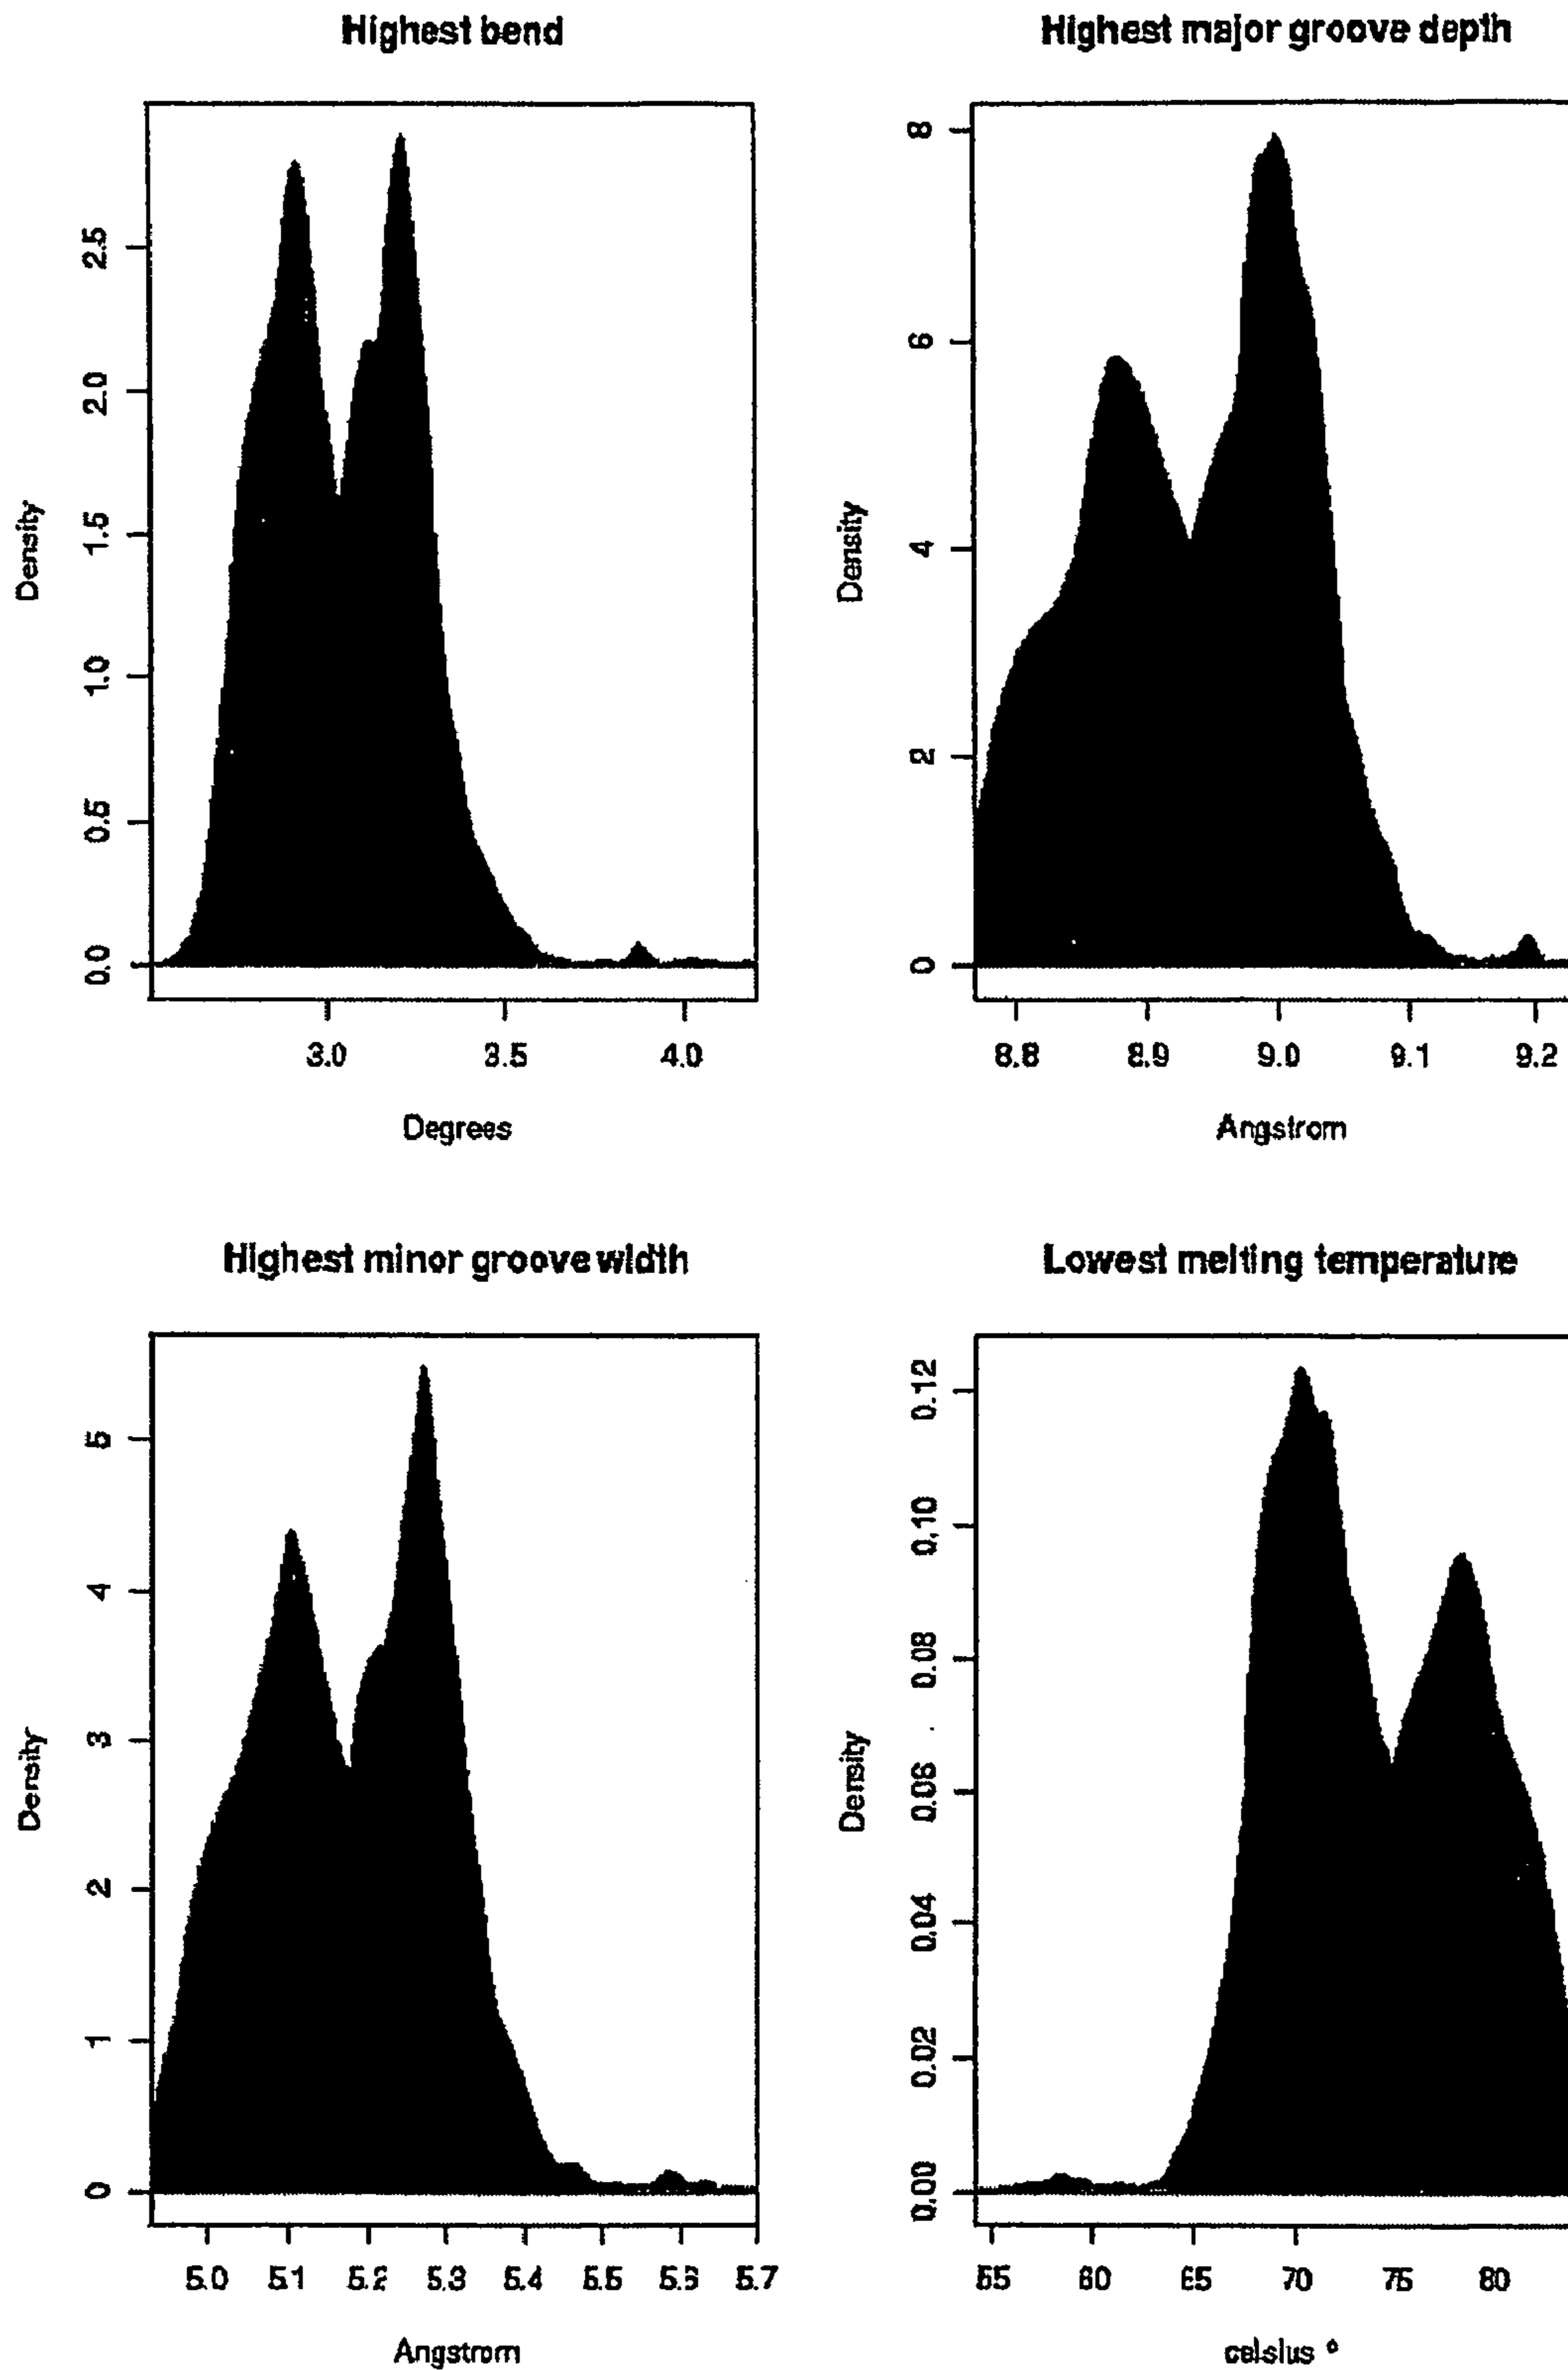 Highest bend
Density
0.0 0.5 1.0 1.5 2.0 2.5
3.0 3.5 4.0
Degrees
Highest major groove depth
Density
0 2 4 6 8
8.8 8.9 9.0 9.1 9.2
Angstrom
Highest minor groove width
Density
0 1 2 3 4 5
5.0 5.1 5.2 5.3 5.4 5.5 5.6 5.7
Angstrom
Lowest melting temperature
Density
0.00 0.02 0.04 0.06 0.08 0.10 0.12
55 60 65 70 75 80
celsius °